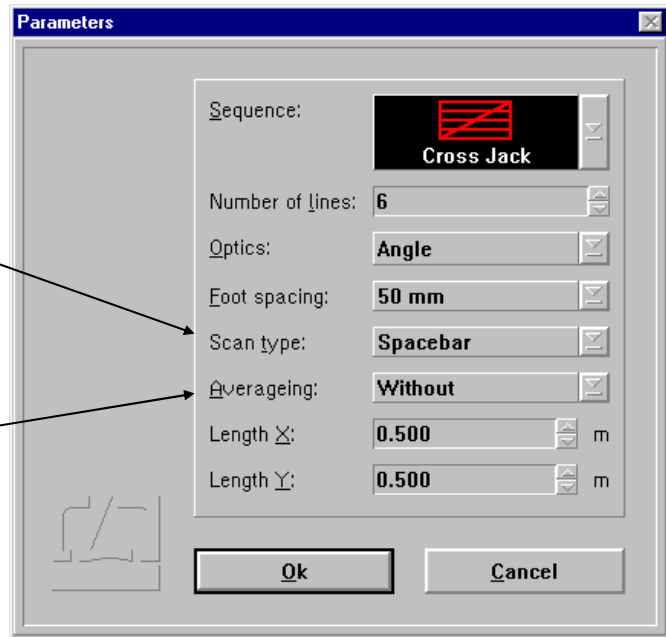 Parameters
Sequence:
Cross Jack
Number of lines: 6
Optics: Angle
Foot spacing: 50 mm
Scan type: Spacebar
Averageing: Without
Length X: 0.500 m
Length Y: 0.500 m
Ok Cancel